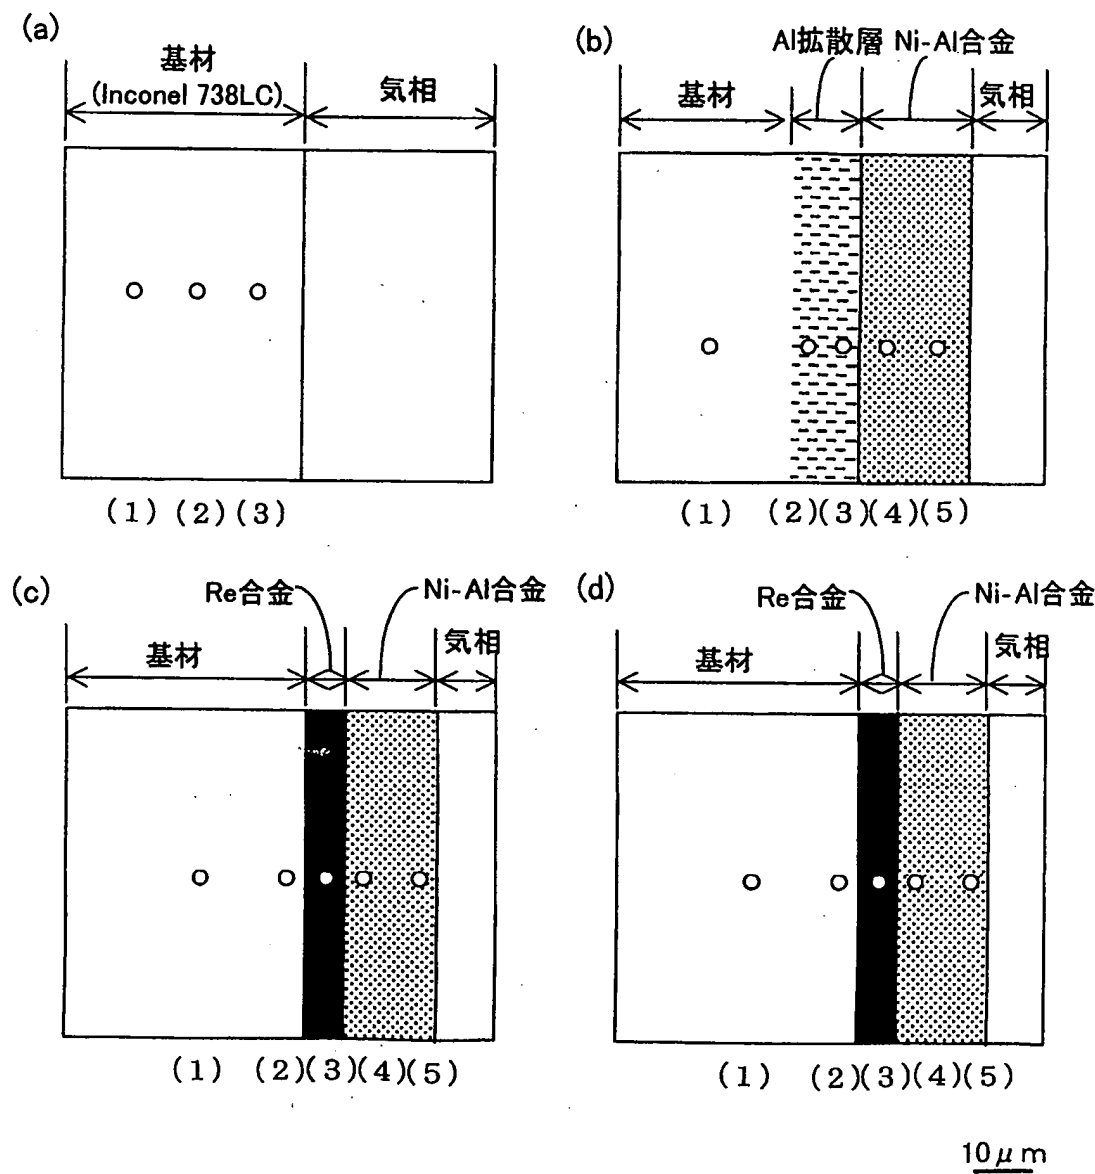 (a)
基材
(Inconel 738LC)
気相
(1) (2) (3)
(b)
Al拡散層 Ni-Al合金
基材
気相
(1) (2)(3)(4)(5)
(c)
Re合金
Ni-Al合金
基材
気相
(1) (2)(3)(4)(5)
(d)
Re合金
Ni-Al合金
基材
気相
(1) (2)(3)(4)(5)
10μm